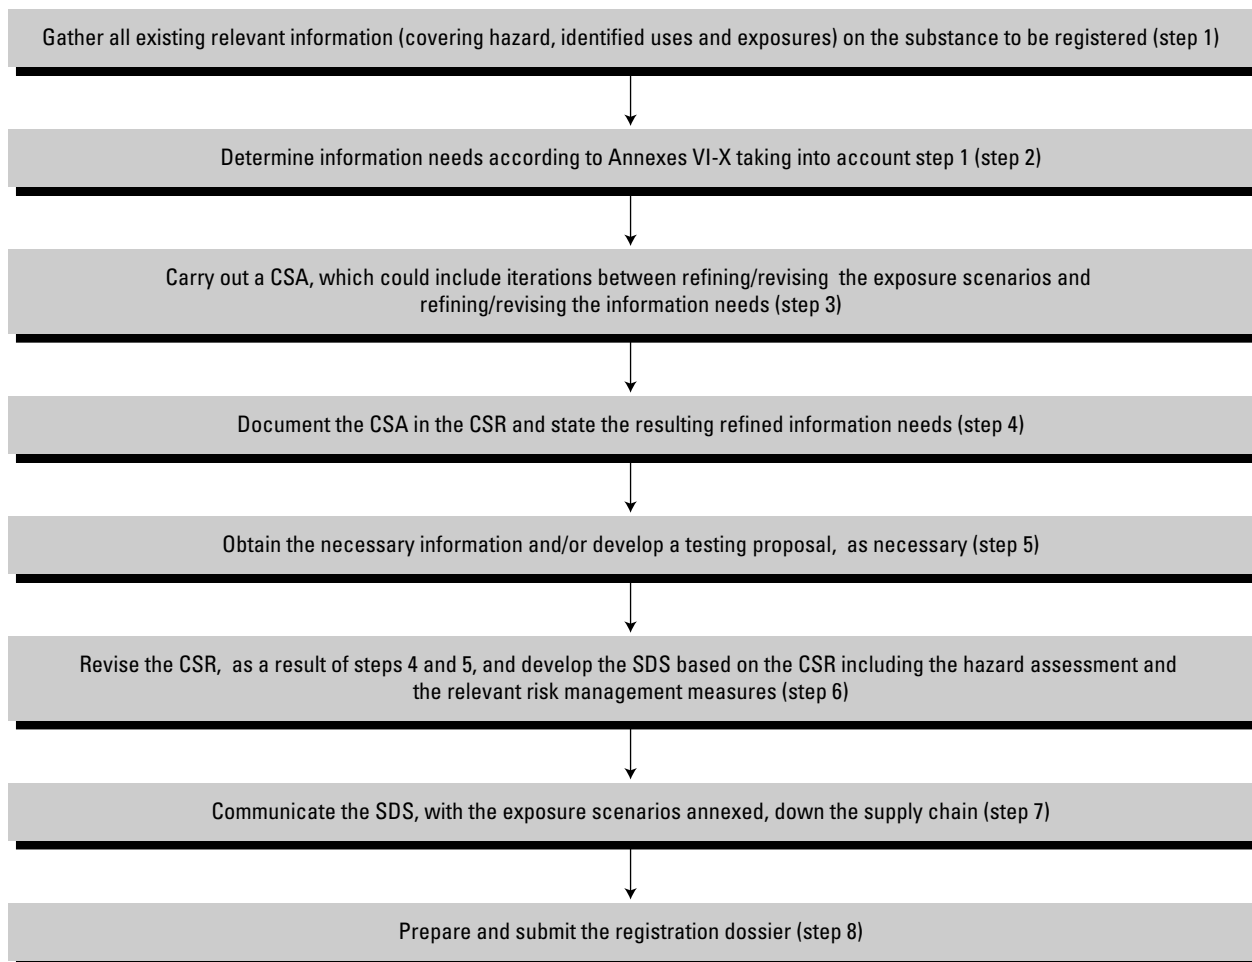 Gather all existing relevant information (covering hazard, identified uses and exposures) on the substance to be registered (step 1)
Determine information needs according to Annexes VI-X taking into account step 1 (step 2)
Carry out a CSA, which could include iterations between refining/revising the exposure scenarios and
refining/revising the information needs (step 3)
Document the CSA in the CSR and state the resulting refined information needs (step 4)
Obtain the necessary information and/or develop a testing proposal, as necessary (step 5)
Revise the CSR, as a result of steps 4 and 5, and develop the SDS based on the CSR including the hazard assessment and
the relevant risk management measures (step 6)
Communicate the SDS, with the exposure scenarios annexed, down the supply chain (step 7)
Prepare and submit the registration dossier (step 8)